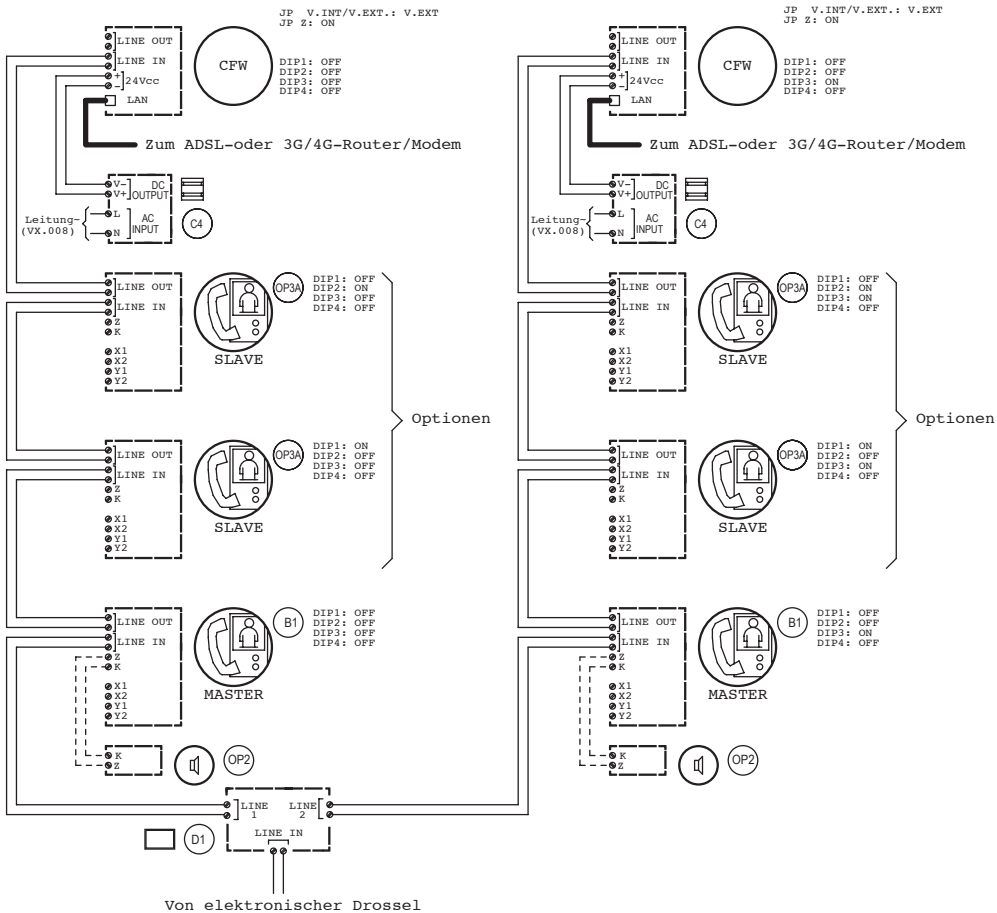 JP V.INT/V.EXT.: V.EXT
JP Z: ON
LINE OUT
LINE IN
+
24Vcc
–
LAN
CFW
DIP1: OFF
DIP2: OFF
DIP3: OFF
DIP4: OFF
Zum ADSL-oder 3G/4G-Router/Modem
V–
V+
DC
OUTPUT
L
N
AC
INPUT
Leitung~
(VX.008)
C4
LINE OUT
LINE IN
Z
K
X1
X2
Y1
Y2
SLAVE
OP3A
DIP1: OFF
DIP2: ON
DIP3: OFF
DIP4: OFF
Optionen
LINE OUT
LINE IN
Z
K
X1
X2
Y1
Y2
SLAVE
OP3A
DIP1: ON
DIP2: OFF
DIP3: OFF
DIP4: OFF
LINE OUT
LINE IN
Z
K
X1
X2
Y1
Y2
MASTER
B1
DIP1: OFF
DIP2: OFF
DIP3: OFF
DIP4: OFF
K
Z
OP2
JP V.INT/V.EXT.: V.EXT
JP Z: ON
LINE OUT
LINE IN
+
24Vcc
–
LAN
CFW
DIP1: OFF
DIP2: OFF
DIP3: ON
DIP4: OFF
Zum ADSL-oder 3G/4G-Router/Modem
V–
V+
DC
OUTPUT
L
N
AC
INPUT
Leitung~
(VX.008)
C4
LINE OUT
LINE IN
Z
K
X1
X2
Y1
Y2
SLAVE
OP3A
DIP1: OFF
DIP2: ON
DIP3: ON
DIP4: OFF
Optionen
LINE OUT
LINE IN
Z
K
X1
X2
Y1
Y2
SLAVE
OP3A
DIP1: ON
DIP2: OFF
DIP3: ON
DIP4: OFF
LINE OUT
LINE IN
Z
K
X1
X2
Y1
Y2
MASTER
B1
DIP1: OFF
DIP2: OFF
DIP3: ON
DIP4: OFF
K
Z
OP2
LINE
1
LINE
2
LINE IN
D1
Von elektronischer Drossel